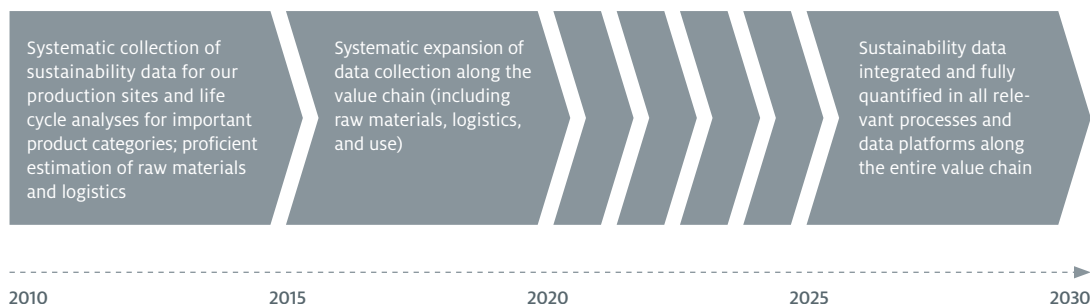 Systematic collection of
sustainability data for our
production sites and life
cycle analyses for important
product categories; proficient
estimation of raw materials
and logistics
Systematic expansion of
data collection along the
value chain (including
raw materials, logistics,
and use)
Sustainability data
integrated and fully
quantified in all rele-
vant processes and
data platforms along
the entire value chain
2010 2015 2020 2025 2030